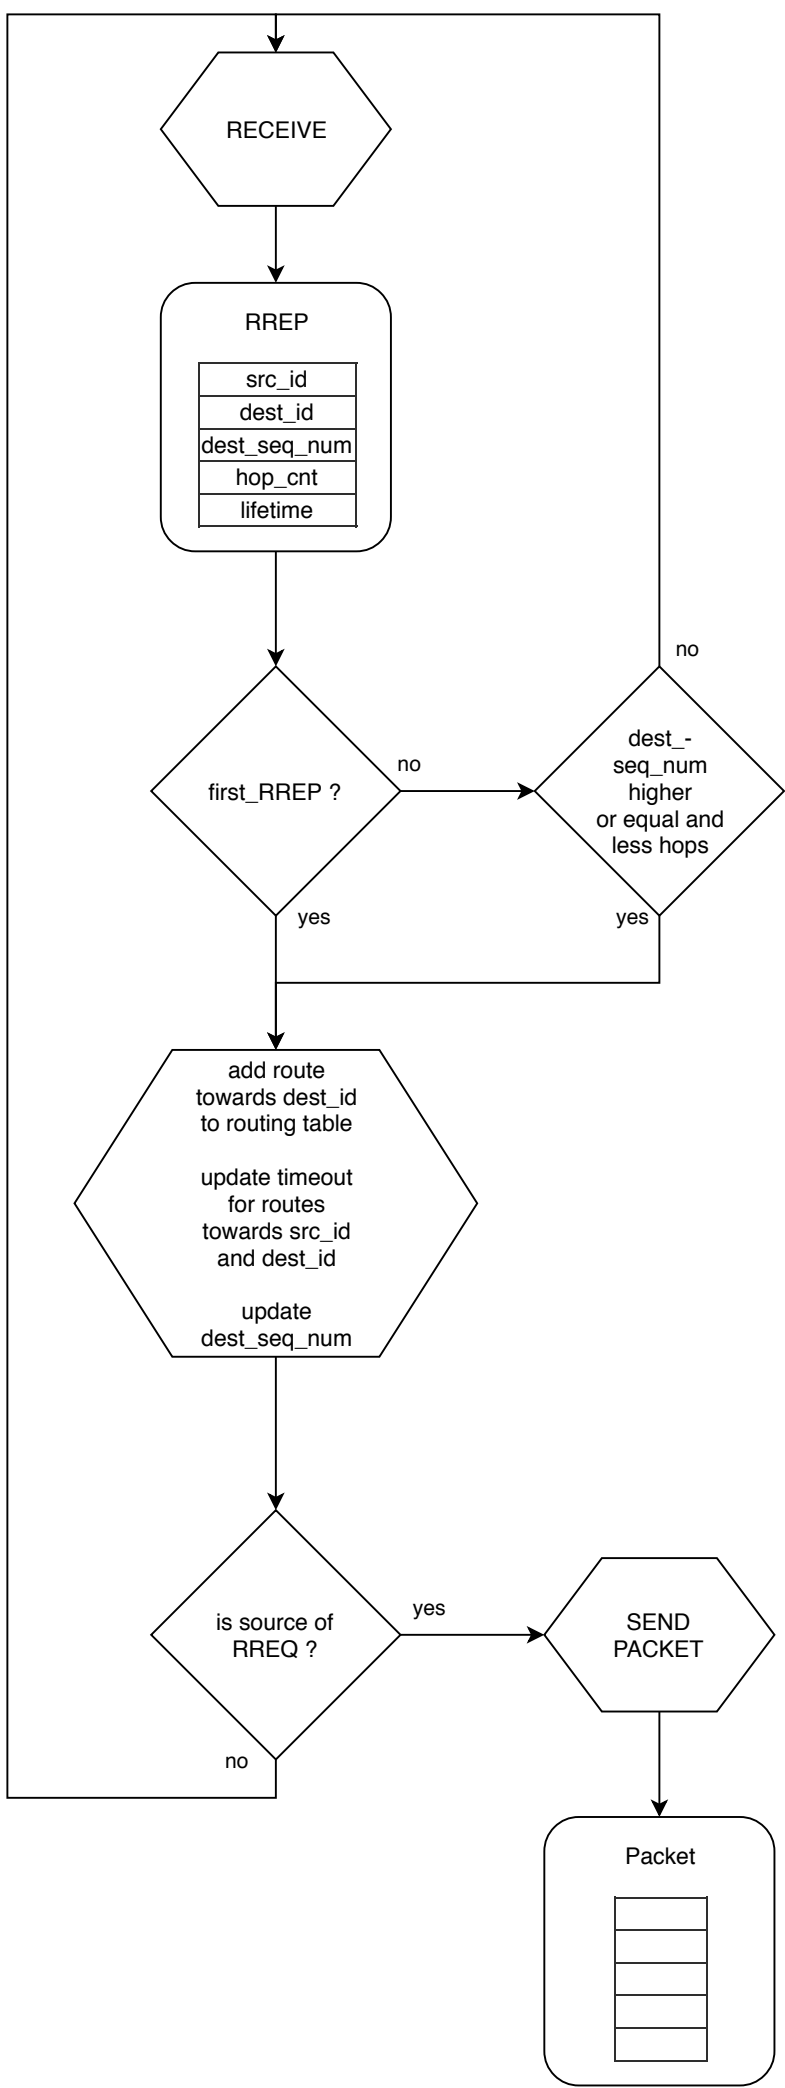 RECEIVE
RREP
src_id
dest_id
dest_seq_num
hop_cnt
lifetime
no
dest_-
seq_num
higher
or equal and
less hops
no
first_RREP ?
yes
yes
add route
towards dest_id
to routing table
update timeout
for routes
towards src_id
and dest_id
update
dest_seq_num
is source of
RREQ ?
yes
SEND
PACKET
no
Packet